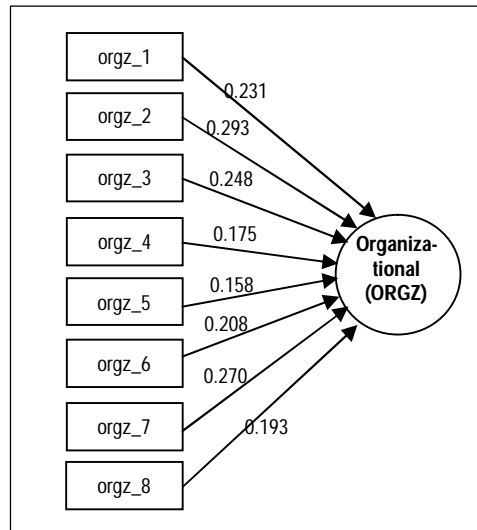 orgz_1
0.231
orgz_2
0.293
orgz_3
0.248
orgz_4
0.175
Organiza-
tional
(ORGZ)
orgz_5
0.158
orgz_6
0.208
orgz_7
0.270
orgz_8
0.193